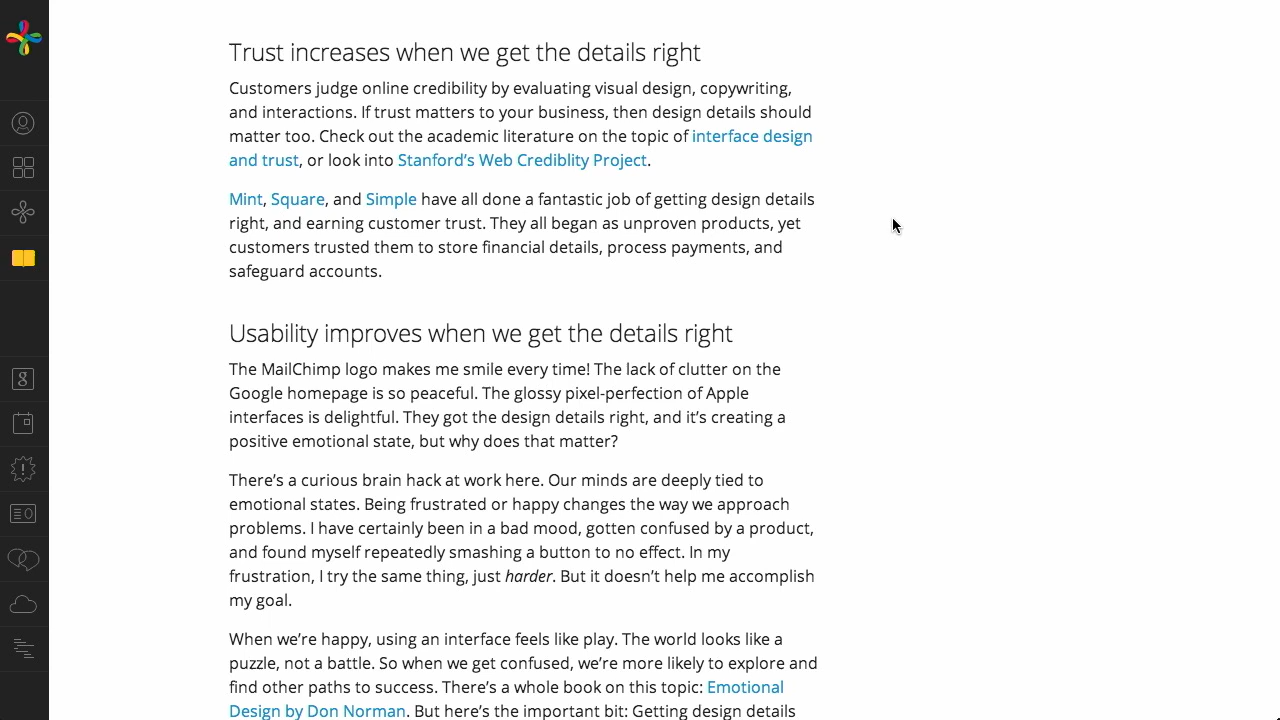 Trust increases when we get the details right
Customers judge online credibility by evaluating visual design, copywriting,
and interactions. If trust matters to your business, then design details should
matter too. Check out the academic literature on the topic of interface design
and trust, or look into Stanford’s Web Crediblity Project.
Mint, Square, and Simple have all done a fantastic job of getting design details
right, and earning customer trust. They all began as unproven products, yet
customers trusted them to store financial details, process payments, and
safeguard accounts.
Usability improves when we get the details right
The MailChimp logo makes me smile every time! The lack of clutter on the
Google homepage is so peaceful. The glossy pixel-perfection of Apple
interfaces is delightful. They got the design details right, and it’s creating a
positive emotional state, but why does that matter?
There’s a curious brain hack at work here. Our minds are deeply tied to
emotional states. Being frustrated or happy changes the way we approach
problems. I have certainly been in a bad mood, gotten confused by a product,
and found myself repeatedly smashing a button to no effect. In my
frustration, I try the same thing, just harder. But it doesn’t help me accomplish
my goal.
When we’re happy, using an interface feels like play. The world looks like a
puzzle, not a battle. So when we get confused, we’re more likely to explore and
find other paths to success. There’s a whole book on this topic: Emotional
Design by Don Norman. But here’s the important bit: Getting design details